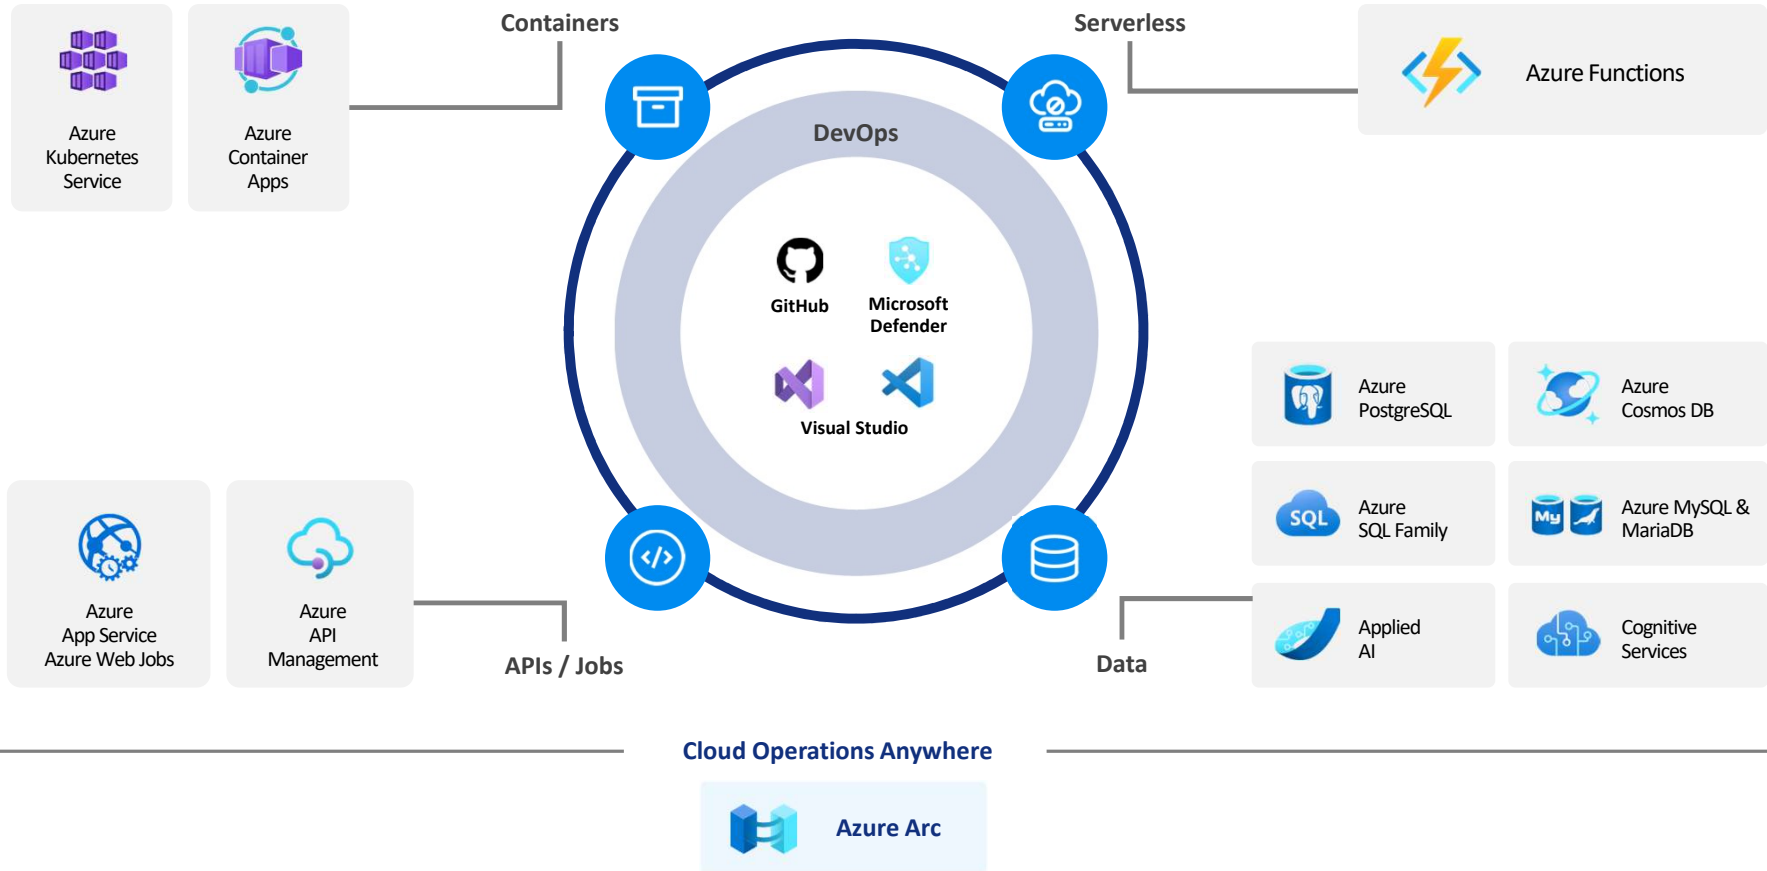 Containers
Serverless
Azure
Kubernetes
Service
Azure
Container
Apps
Azure Functions
DevOps
GitHub
Microsoft
Defender
Visual Studio
Azure
PostgreSQL
Azure
Cosmos DB
Azure
SQL Family
SQL
Azure MySQL &
MariaDB
My
Applied
AI
Cognitive
Services
Azure
App Service
Azure Web Jobs
Azure
API
Management
APIs / Jobs
Data
Cloud Operations Anywhere
Azure Arc